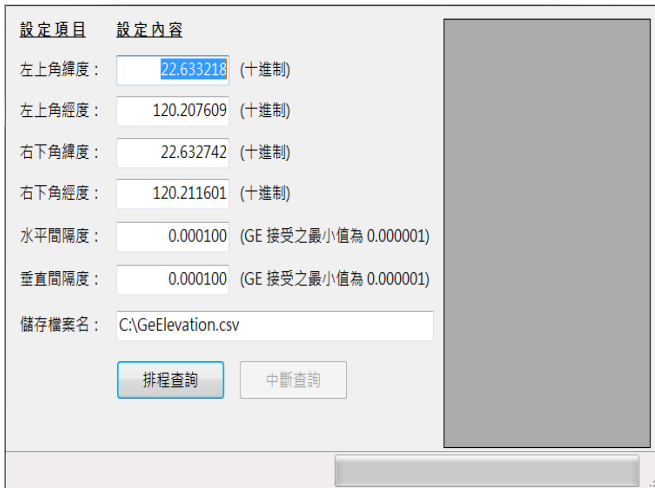 設定項目 設定內容
左上角緯度： 22.633218 (十進制)
左上角經度： 120.207609 (十進制)
右下角緯度： 22.632742 (十進制)
右下角經度： 120.211601 (十進制)
水平間隔度： 0.000100 (GE 接受之最小值為 0.000001)
垂直間隔度： 0.000100 (GE 接受之最小值為 0.000001)
儲存檔案名： C:\GeElevation.csv
排程查詢 中斷查詢